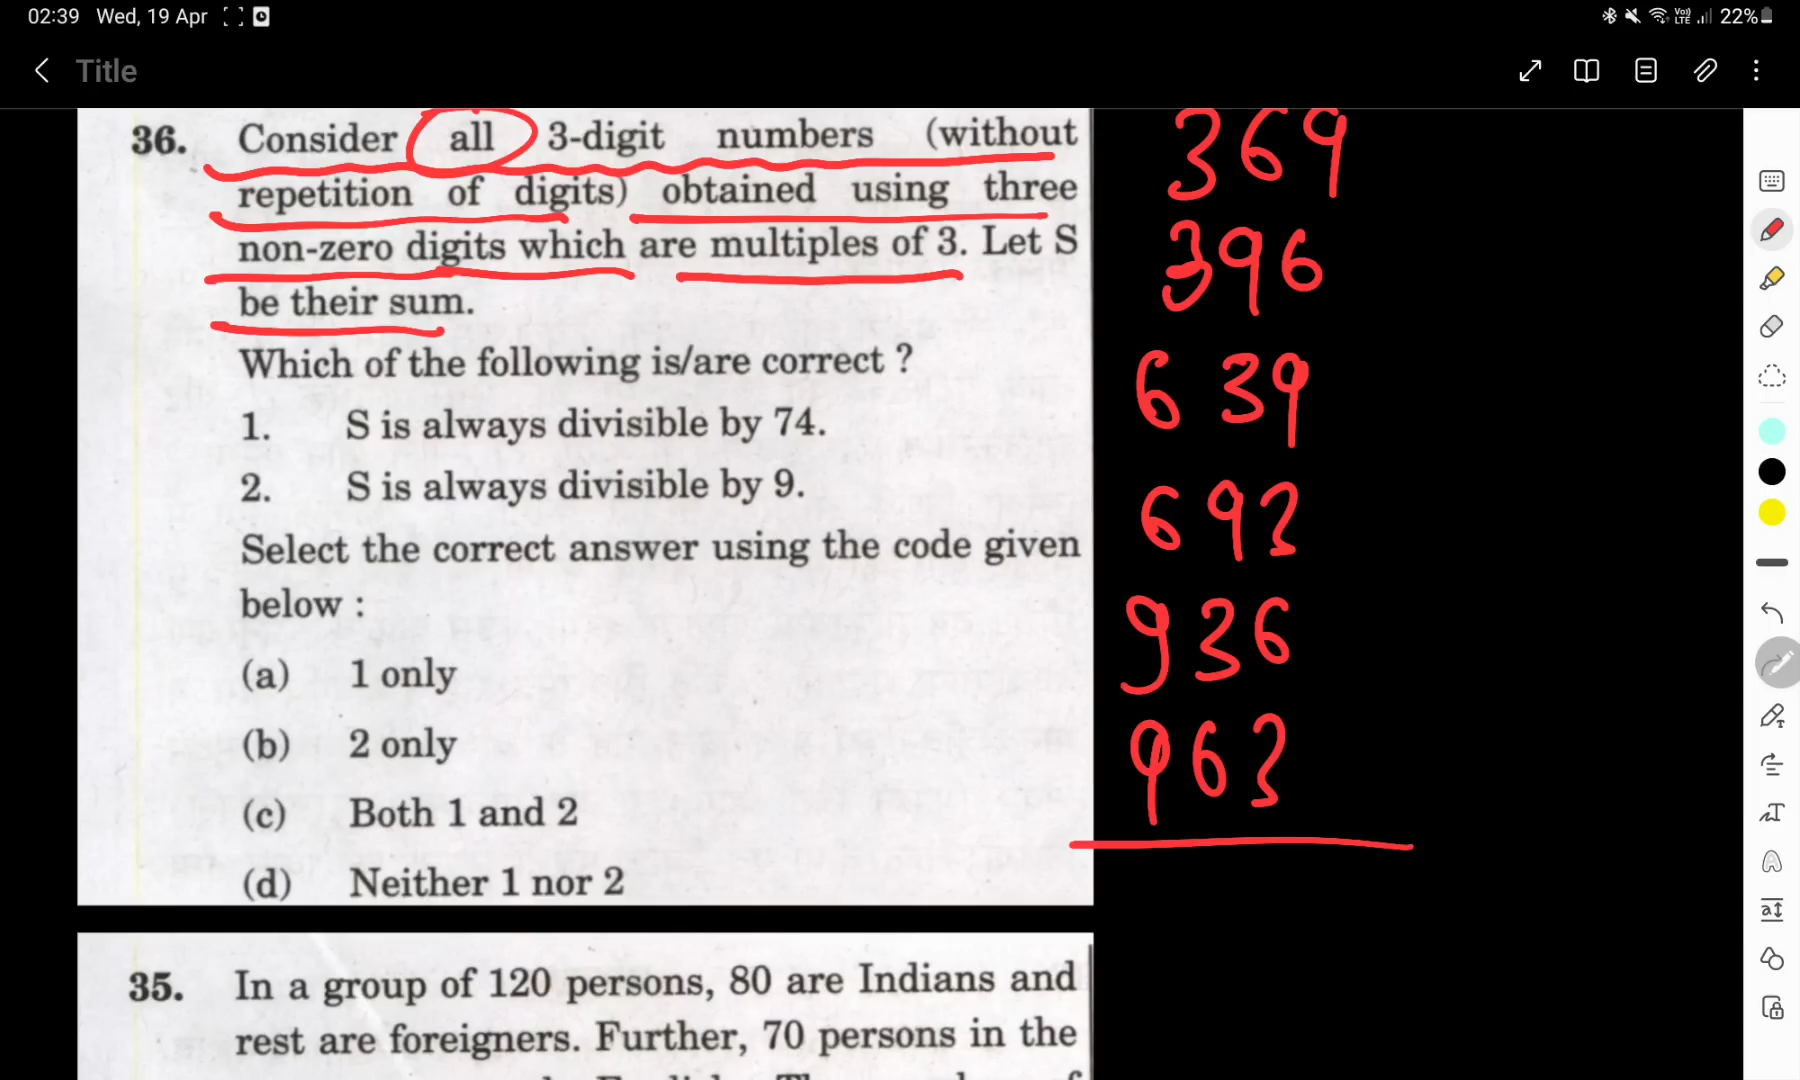 02:39 Wed, 19 Apr
22%
Title
36. Consider all 3-digit numbers (without
repetition of digits) obtained using three
non-zero digits which are multiples of 3. Let S
be their sum.
Which of the following is/are correct ?
1. S is always divisible by 74.
2. S is always divisible by 9.
Select the correct answer using the code given
below :
(a) 1 only
(b) 2 only
(c) Both 1 and 2
(d) Neither 1 nor 2
369
396
639
693
936
963
35. In a group of 120 persons, 80 are Indians and
rest are foreigners. Further, 70 persons in the